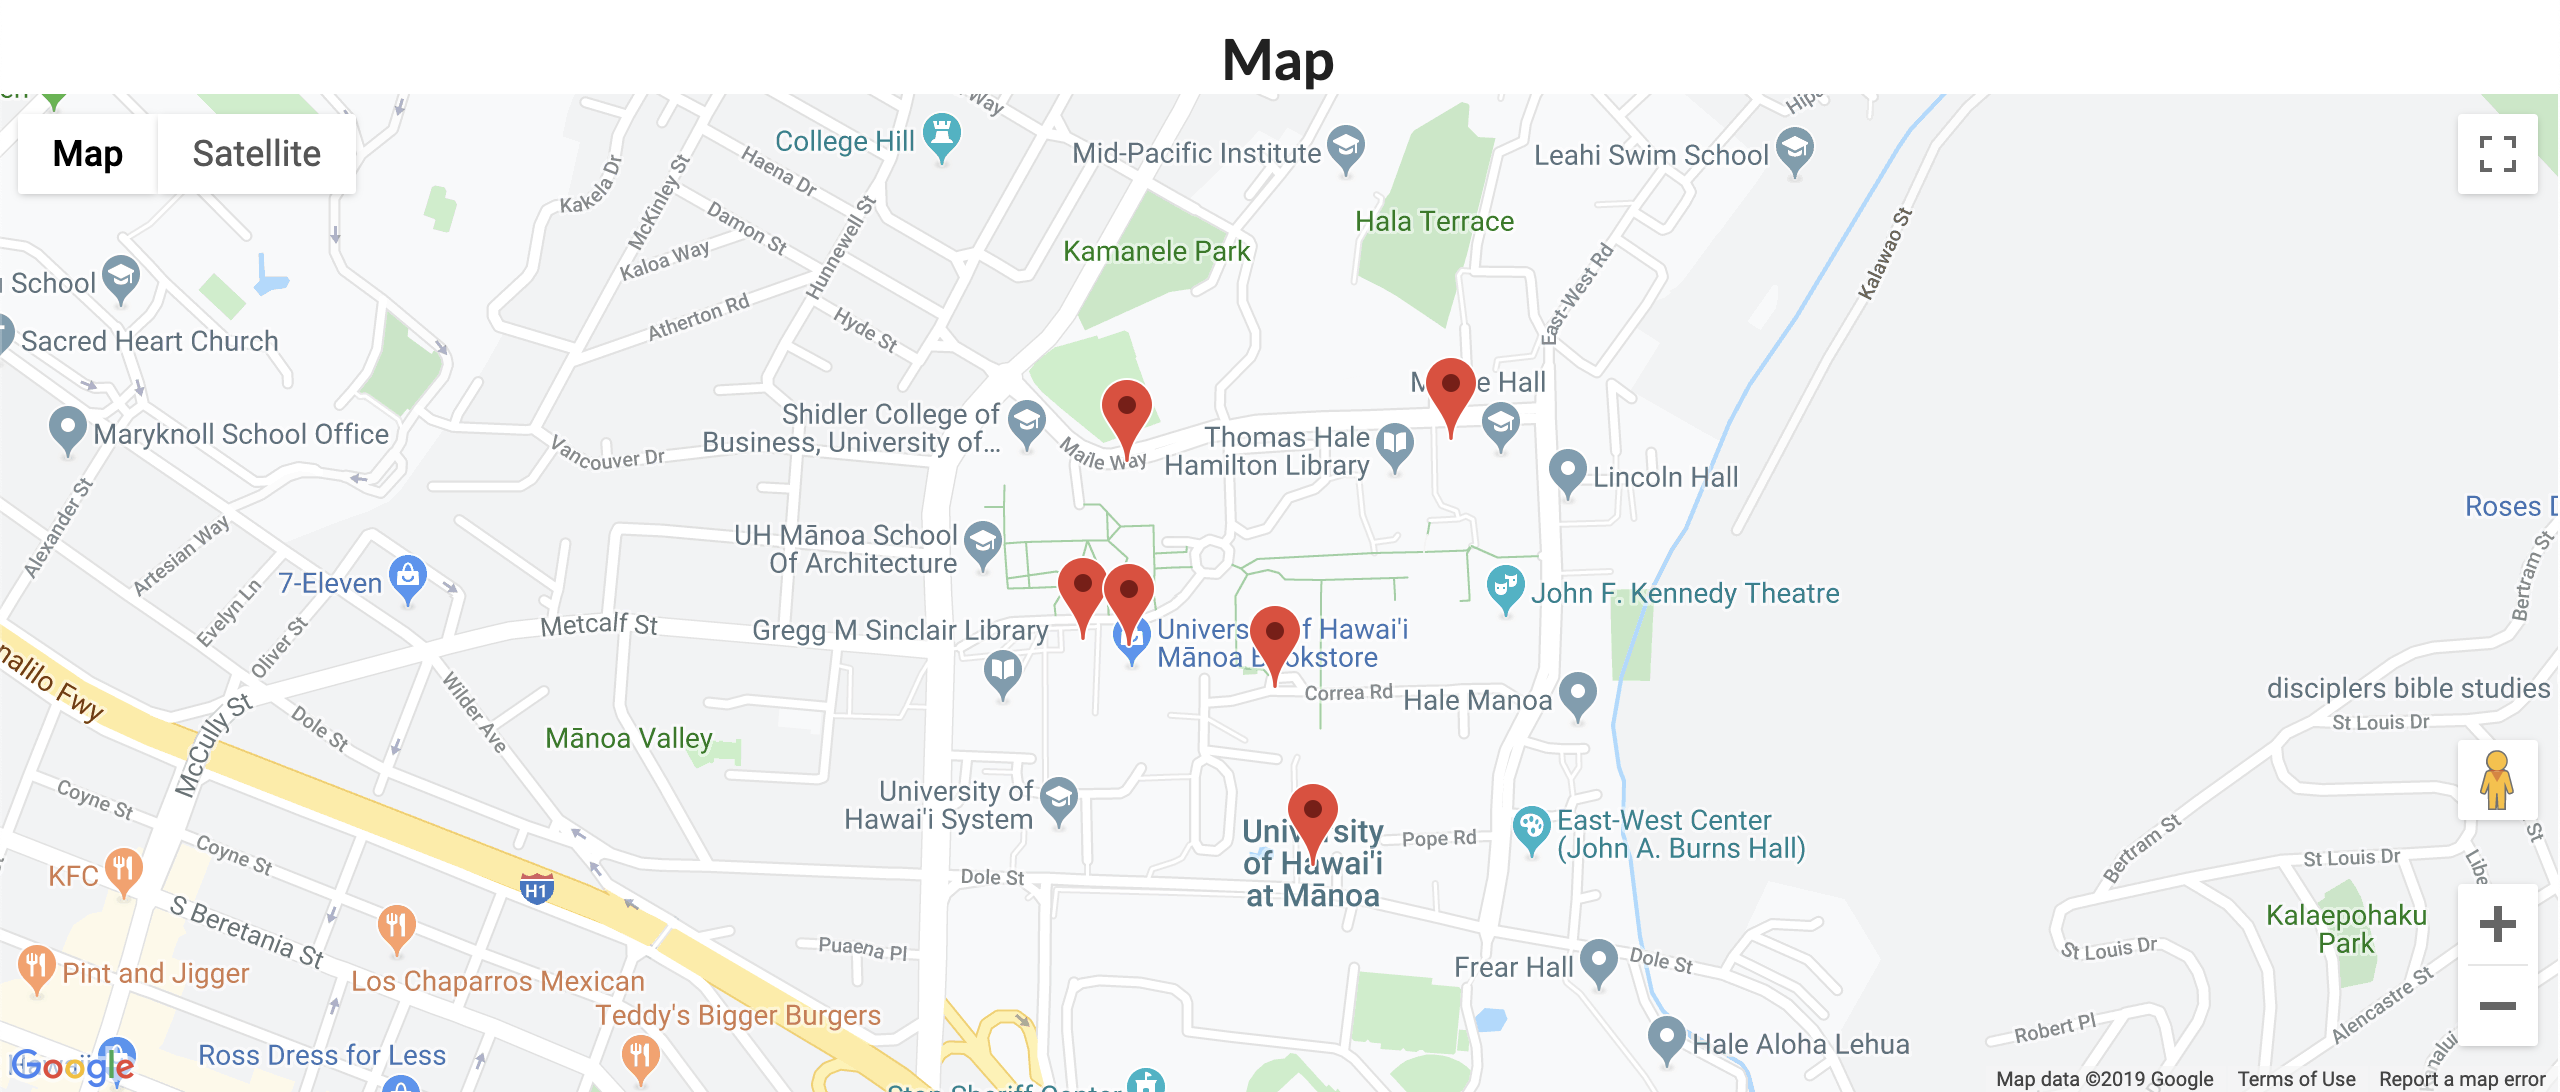 Map
Map
Satellite
College Hill
Way
Mid-Pacific Institute
Leahi Swim School
Haena Dr
McKinley St
Kakela Dr
Damon St
Hunnewell St
Kaloa Way
Kamanele Park
Hala Terrace
East-West Rd
Kalawao St
School
Sacred Heart Church
Atherton Rd
Hyde St
Maryknoll School Office
Shidler College of
Business, University of...
Vancouver Dr
Maile Way
Thomas Hale
Hamilton Library
Hall
Lincoln Hall
Roses
Alexander St
Artesian Way
Evelyn Ln
Oliver St
7-Eleven
UH Mānoa School
Of Architecture
Metcalf St
Gregg M Sinclair Library
of Hawai'i
Mānoa
John F. Kennedy Theatre
Bertram St
Correa Rd
Hale Manoa
disciplers bible studies
St Louis Dr
Fwy
McCully St
Dole St
Wilder Ave
Mānoa Valley
Coyne St
Coyne St
University of
Hawai'i System
University
of Hawai'i
at Mānoa
Pope Rd
East-West Center
(John A. Burns Hall)
Bertram St
St Louis Dr
St
KFC
H1
Dole St
S Beretania St
Puaena Pl
Kalaepohaku
Park
St Louis Dr
Alencastre St
Pint and Jigger
Los Chaparros Mexican
Teddy's Bigger Burgers
Frear Hall
Dole St
Robert Pl
Ross Dress for Less
Hale Aloha Lehua
Google
Map data ©2019 Google
Terms of Use
Report a map error